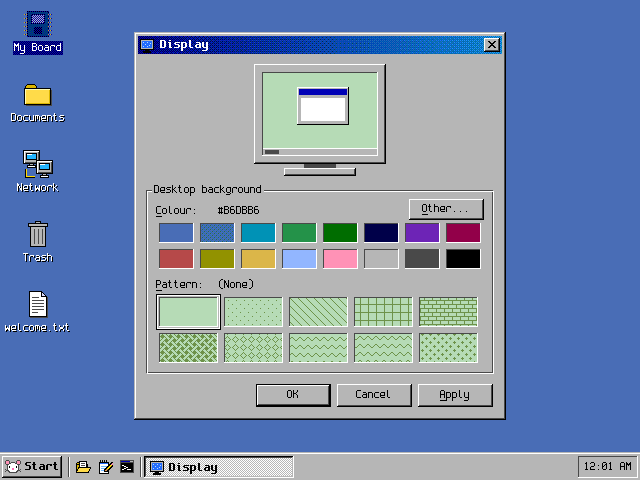 My Board
Documents
Network
Trash
welcome.txt
Display
Desktop background
Colour: #B6DBB6
Other...
Pattern: (None)
OK
Cancel
Apply
Start
Display
12:01 AM